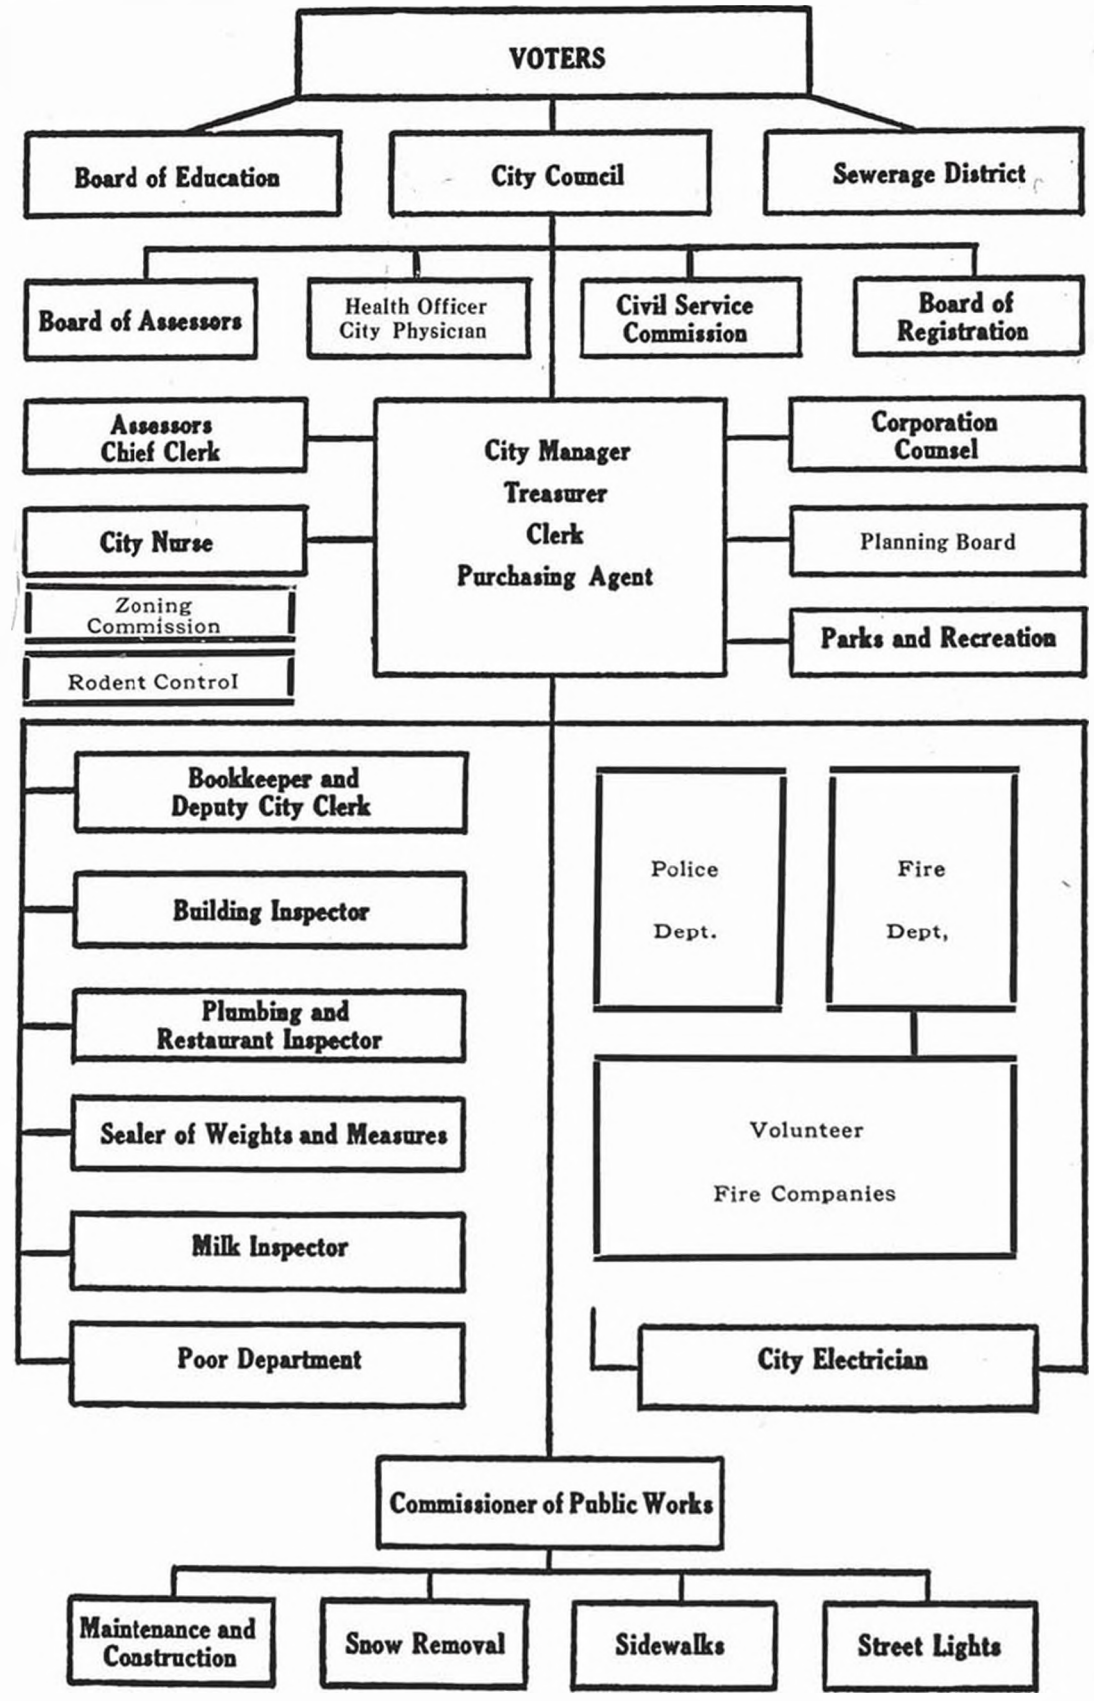 VOTERS
Board of Education
City Council
Sewerage District
Board of Assessors
Health Officer
City Physician
Civil Service
Commission
Board of
Registration
Assessors
Chief Clerk
City Manager
Treasurer
Clerk
Purchasing Agent
Corporation
Counsel
City Nurse
Planning Board
Zoning
Commission
Parks and Recreation
Rodent Control
Bookkeeper and
Deputy City Clerk
Police
Dept.
Fire
Dept,
Building Inspector
Plumbing and
Restaurant Inspector
Sealer of Weights and Measures
Volunteer
Fire Companies
Milk Inspector
Poor Department
City Electrician
Commissioner of Public Works
Maintenance and
Construction
Snow Removal
Sidewalks
Street Lights